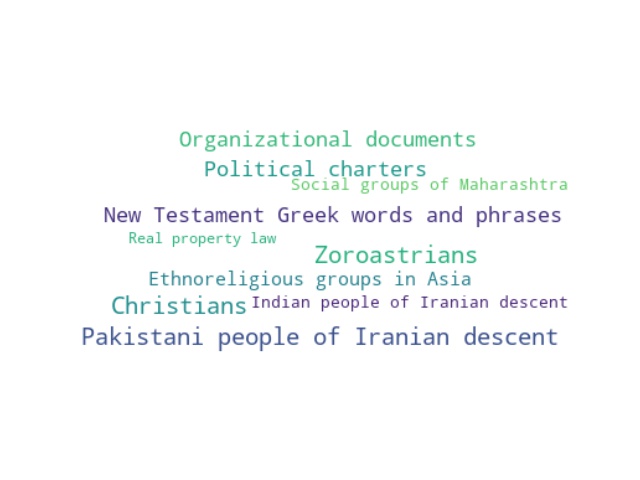 Organizational documents
Political charters
Social groups of Maharashtra
New Testament Greek words and phrases
Real property law
Zoroastrians
Ethnoreligious groups in Asia
Christians
Indian people of Iranian descent
Pakistani people of Iranian descent